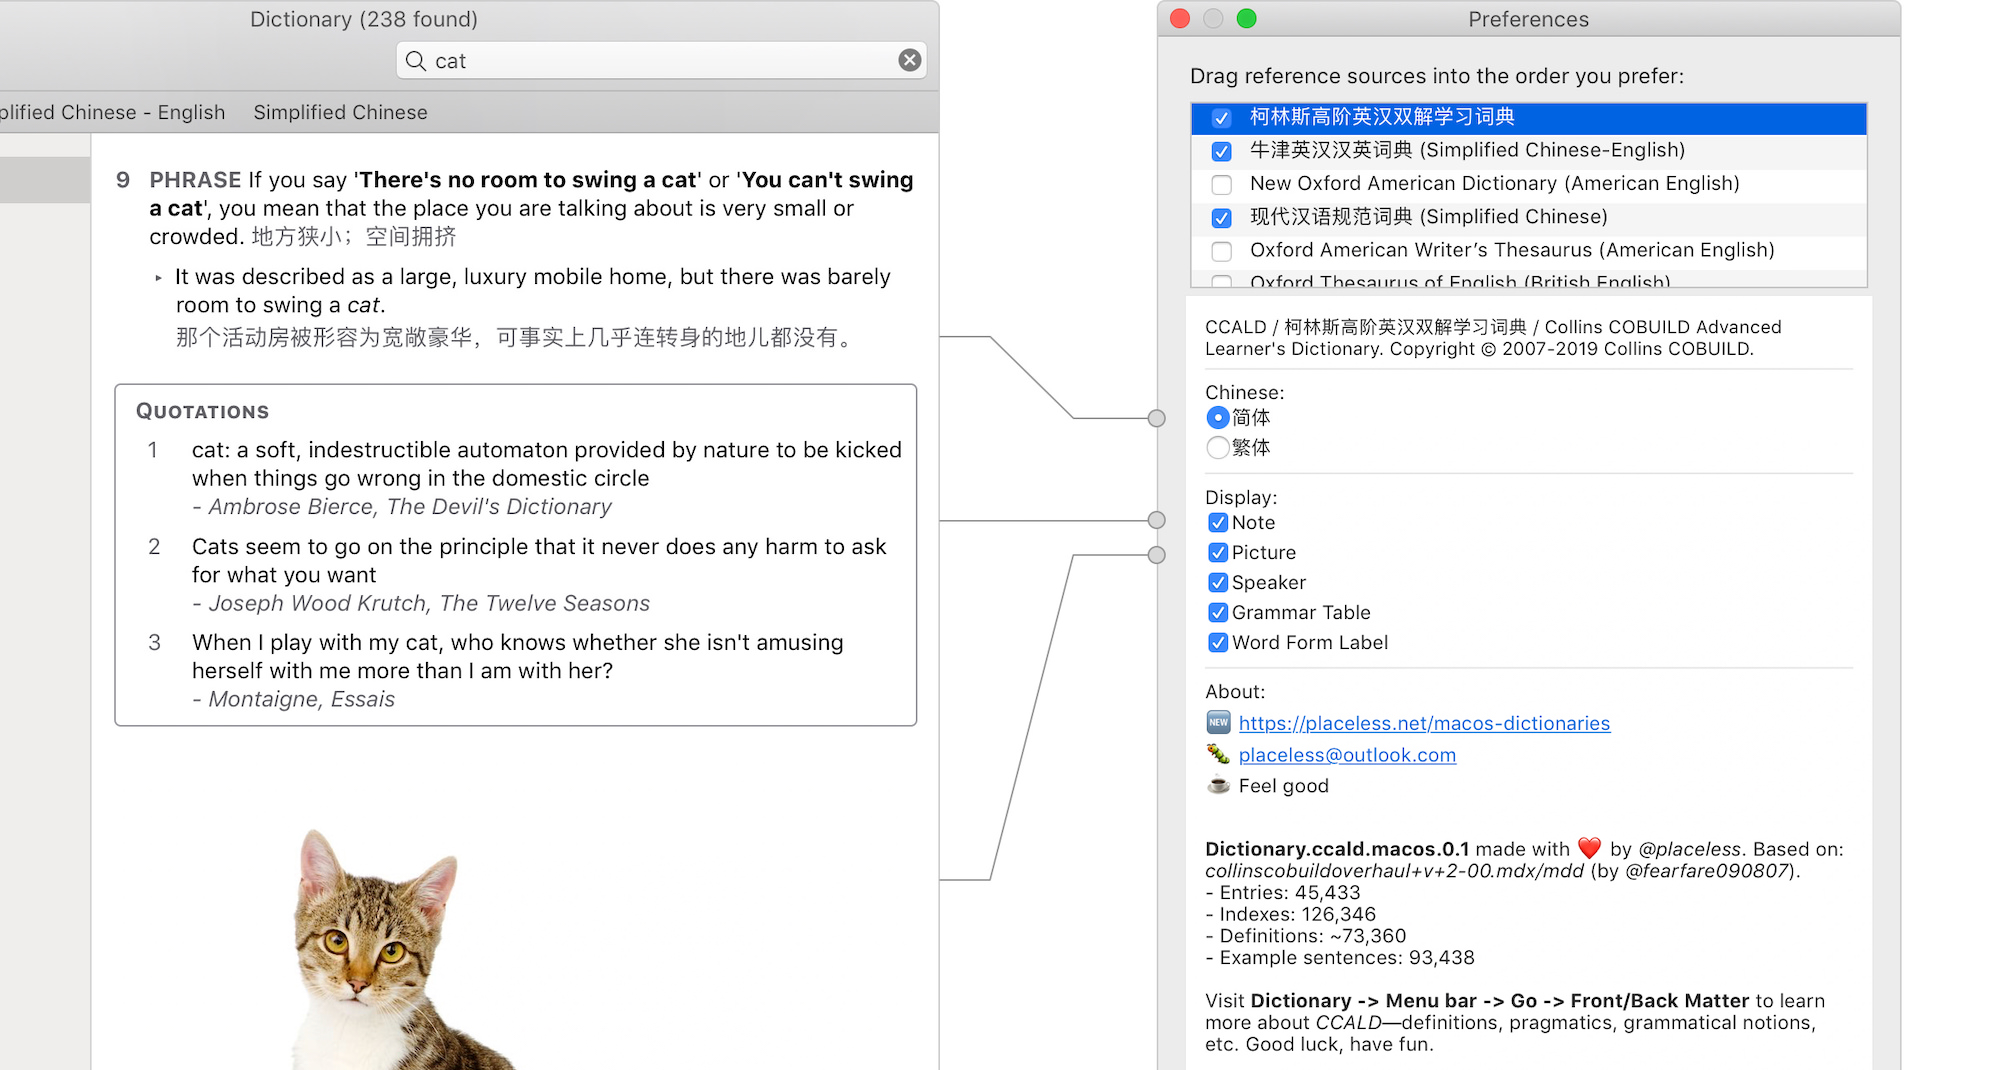 Dictionary (238 found)
cat
plified Chinese - English Simplified Chinese
9 PHRASE If you say 'There's no room to swing a cat' or 'You can't swing
a cat', you mean that the place you are talking about is very small or
crowded. 地方狭小；空间拥挤
▸ It was described as a large, luxury mobile home, but there was barely
room to swing a cat.
那个活动房被形容为宽敞豪华，可事实上几乎连转身的地儿都没有。
QUOTATIONS
1 cat: a soft, indestructible automaton provided by nature to be kicked
when things go wrong in the domestic circle
- Ambrose Bierce, The Devil's Dictionary
2 Cats seem to go on the principle that it never does any harm to ask
for what you want
- Joseph Wood Krutch, The Twelve Seasons
3 When I play with my cat, who knows whether she isn't amusing
herself with me more than I am with her?
- Montaigne, Essais
Preferences
Drag reference sources into the order you prefer:
柯林斯高阶英汉双解学习词典
牛津英汉汉英词典 (Simplified Chinese-English)
New Oxford American Dictionary (American English)
现代汉语规范词典 (Simplified Chinese)
Oxford American Writer’s Thesaurus (American English)
Oxford Thesaurus of English (British English)
CCALD / 柯林斯高阶英汉双解学习词典 / Collins COBUILD Advanced
Learner's Dictionary. Copyright © 2007-2019 Collins COBUILD.
Chinese:
简体
繁体
Display:
Note
Picture
Speaker
Grammar Table
Word Form Label
About:
NEW https://placeless.net/macos-dictionaries
placeless@outlook.com
Feel good
Dictionary.ccald.macos.0.1 made with ❤️ by @placeless. Based on:
collinscobuildoverhaul+v+2-00.mdx/mdd (by @fearfare090807).
- Entries: 45,433
- Indexes: 126,346
- Definitions: ~73,360
- Example sentences: 93,438
Visit Dictionary -> Menu bar -> Go -> Front/Back Matter to learn
more about CCALD—definitions, pragmatics, grammatical notions,
etc. Good luck, have fun.